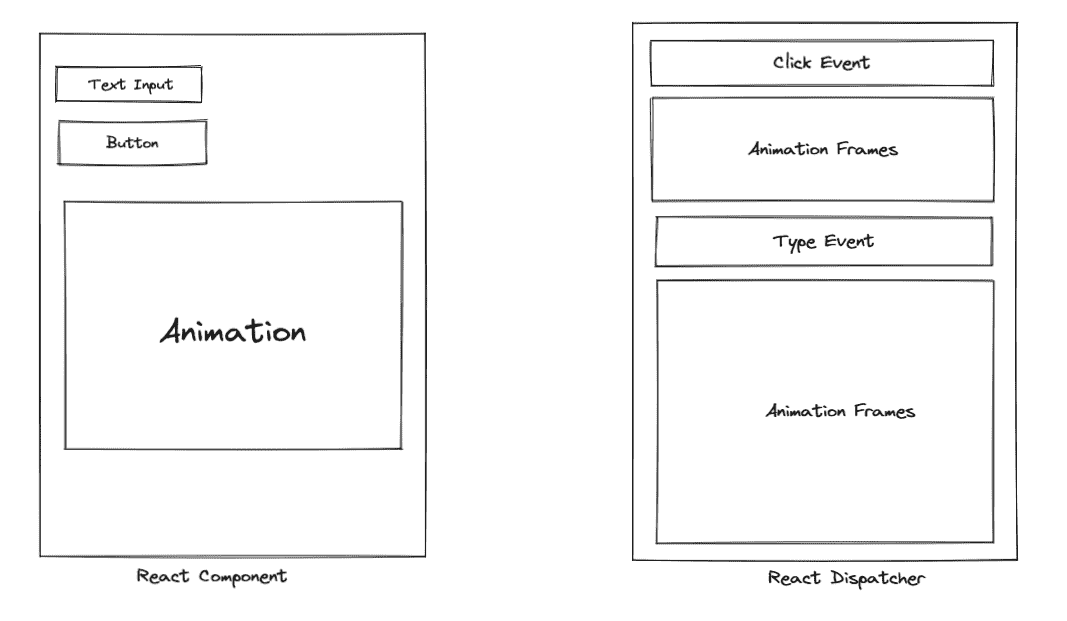 Text Input
Button
Animation
React Component
Click Event
Animation Frames
Type Event
Animation Frames
React Dispatcher